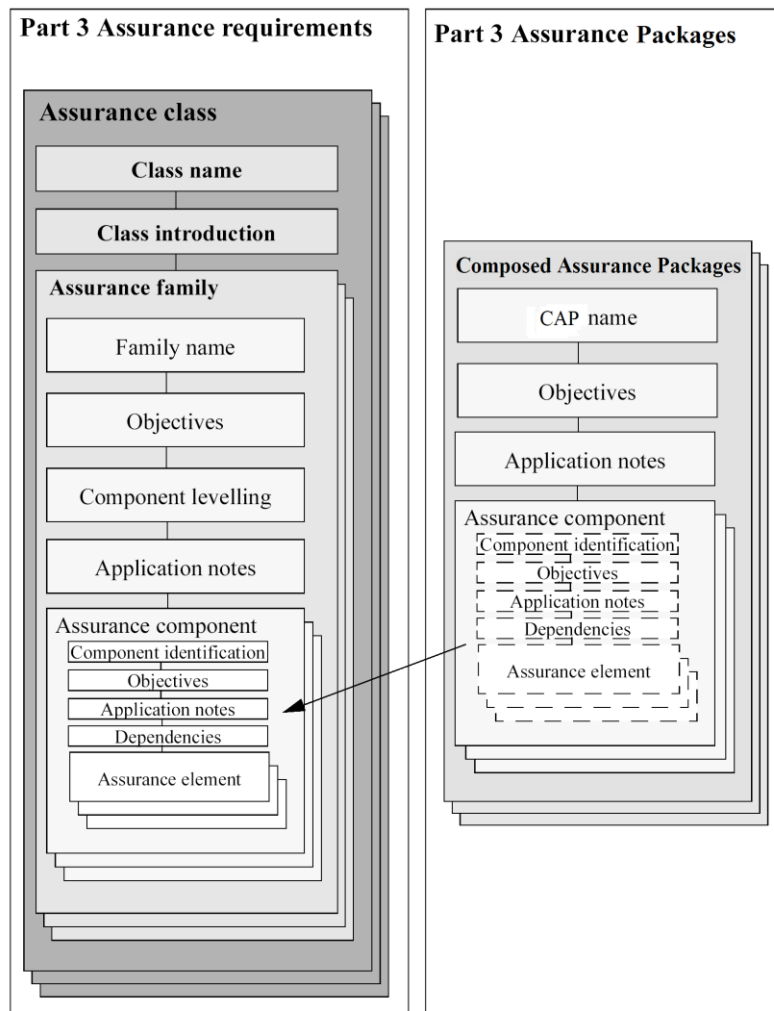 Part 3 Assurance requirements
Assurance class
Class name
Class introduction
Assurance family
Family name
Objectives
Component levelling
Application notes
Assurance component
Component identification
Objectives
Application notes
Dependencies
Assurance element
Part 3 Assurance Packages
Composed Assurance Packages
CAP name
Objectives
Application notes
Assurance component
Component identification
Objectives
Application notes
Dependencies
Assurance element